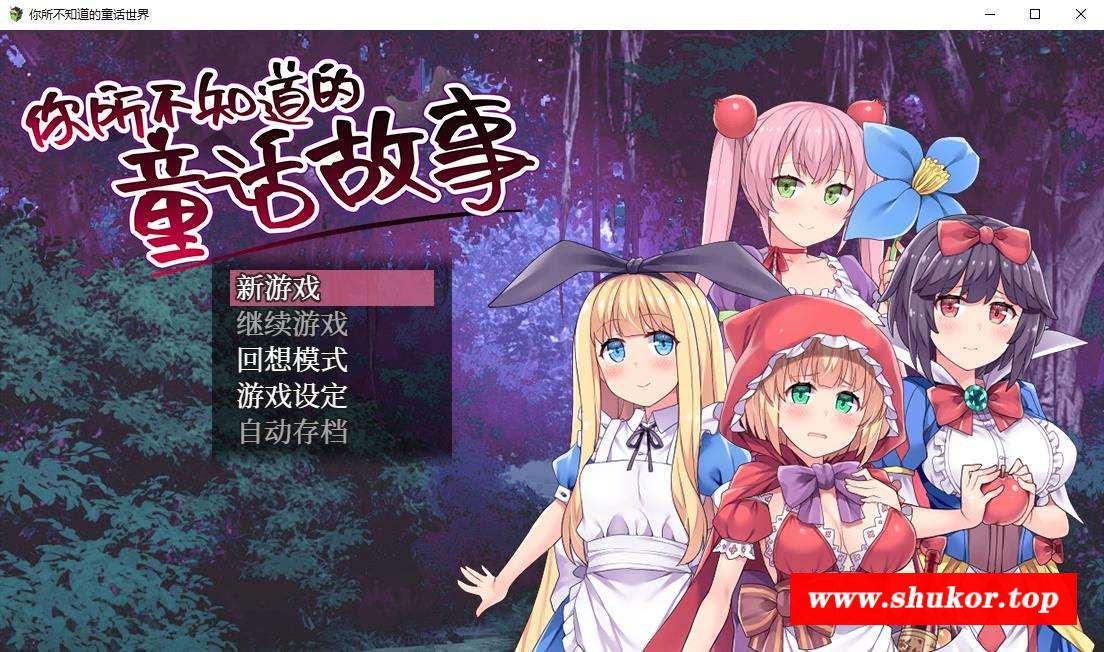 你所不知道的童话世界
你所不知道的
童话故事
新游戏
继续游戏
回想模式
游戏设定
自动存档
www.shukor.top